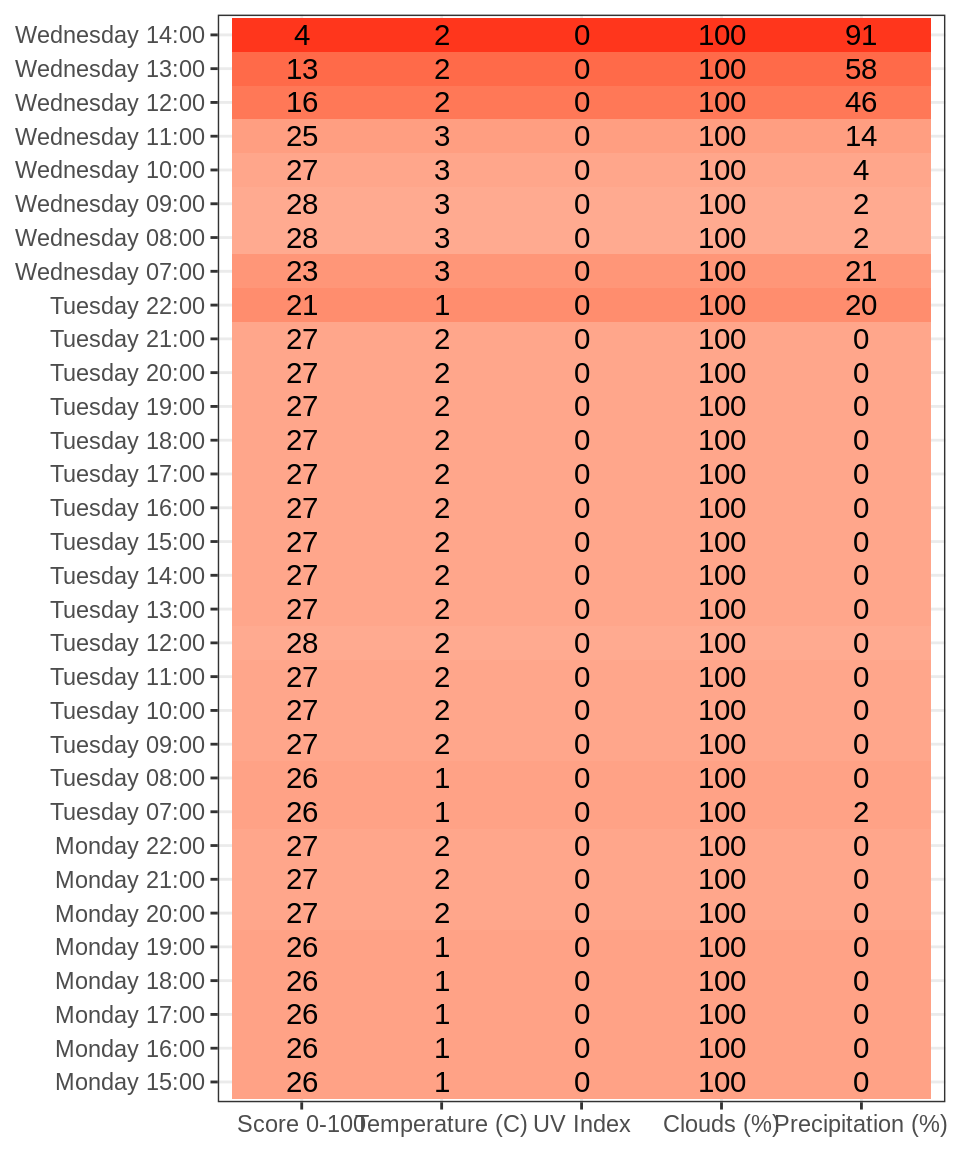 Wednesday 14:00 4 2 0 100 91
Wednesday 13:00 13 2 0 100 58
Wednesday 12:00 16 2 0 100 46
Wednesday 11:00 25 3 0 100 14
Wednesday 10:00 27 3 0 100 4
Wednesday 09:00 28 3 0 100 2
Wednesday 08:00 28 3 0 100 2
Wednesday 07:00 23 3 0 100 21
Tuesday 22:00 21 1 0 100 20
Tuesday 21:00 27 2 0 100 0
Tuesday 20:00 27 2 0 100 0
Tuesday 19:00 27 2 0 100 0
Tuesday 18:00 27 2 0 100 0
Tuesday 17:00 27 2 0 100 0
Tuesday 16:00 27 2 0 100 0
Tuesday 15:00 27 2 0 100 0
Tuesday 14:00 27 2 0 100 0
Tuesday 13:00 27 2 0 100 0
Tuesday 12:00 28 2 0 100 0
Tuesday 11:00 27 2 0 100 0
Tuesday 10:00 27 2 0 100 0
Tuesday 09:00 27 2 0 100 0
Tuesday 08:00 26 1 0 100 0
Tuesday 07:00 26 1 0 100 2
Monday 22:00 27 2 0 100 0
Monday 21:00 27 2 0 100 0
Monday 20:00 27 2 0 100 0
Monday 19:00 26 1 0 100 0
Monday 18:00 26 1 0 100 0
Monday 17:00 26 1 0 100 0
Monday 16:00 26 1 0 100 0
Monday 15:00 26 1 0 100 0
Score 0-100 Temperature (C) UV Index Clouds (%) Precipitation (%)